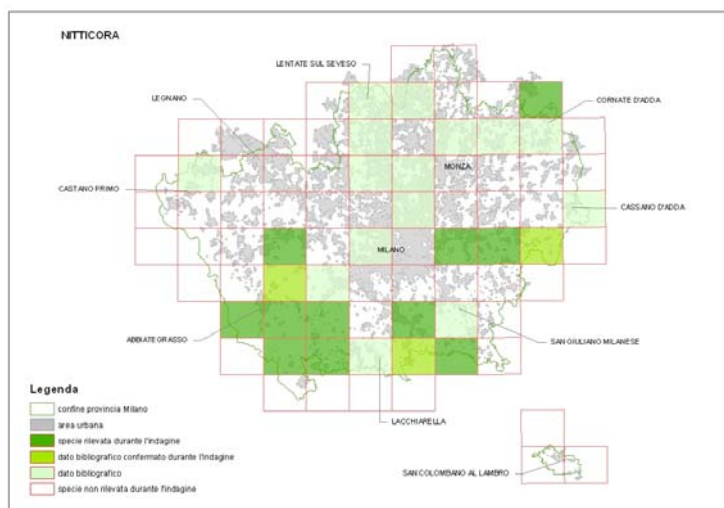 NITTICORA
LENTATE SUL SEVESO
LEGNANO
CORNATE D'ADDA
MONZA
CASTANO PRIMO
CASSANO D'ADDA
MILANO
ABBIATEGRASSO
SAN GIULIANO MILANESE
LACCHIARELLA
SAN COLOMBANO AL LAMBRO
Legenda
confine provincia Milano
area urbana
specie rilevata durante l'indagine
dato bibliografico confermato durante l'indagine
dato bibliografico
specie non rilevata durante l'indagine